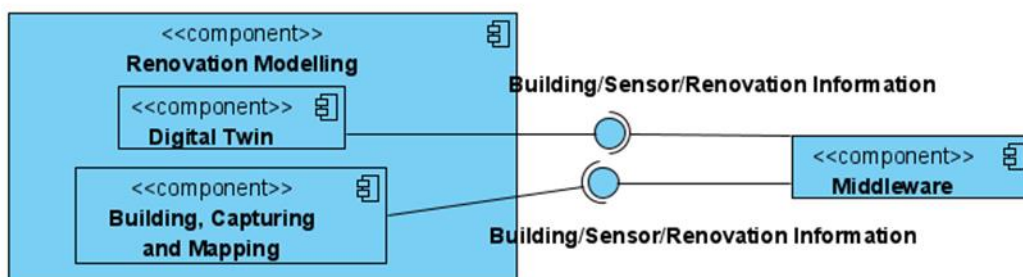 <<component>>
Renovation Modelling
<<component>>
Digital Twin
<<component>>
Building, Capturing
and Mapping
Building/Sensor/Renovation Information
<<component>>
Middleware
Building/Sensor/Renovation Information